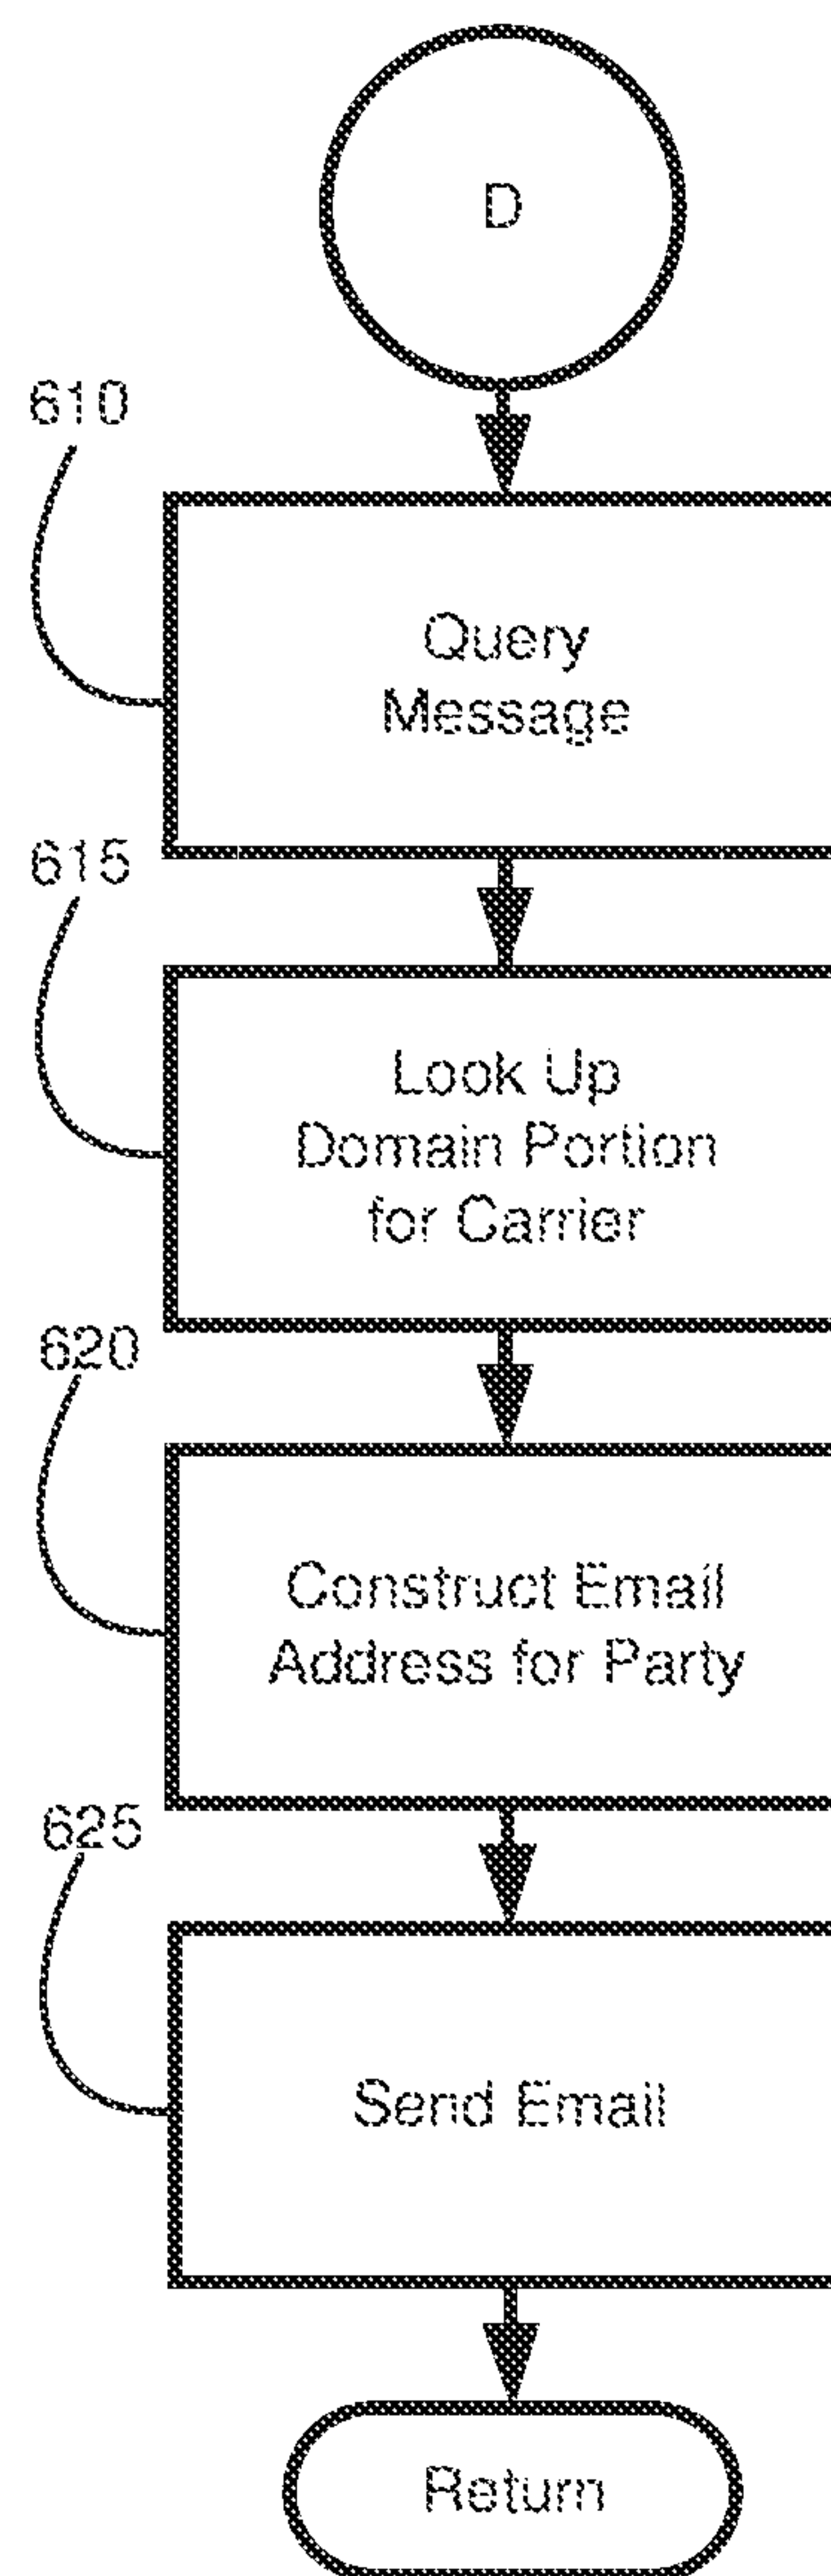 D
610
Query
Message
615
Look Up
Domain Portion
for Carrier
620
Construct Email
Address for Party
625
Send Email
Return